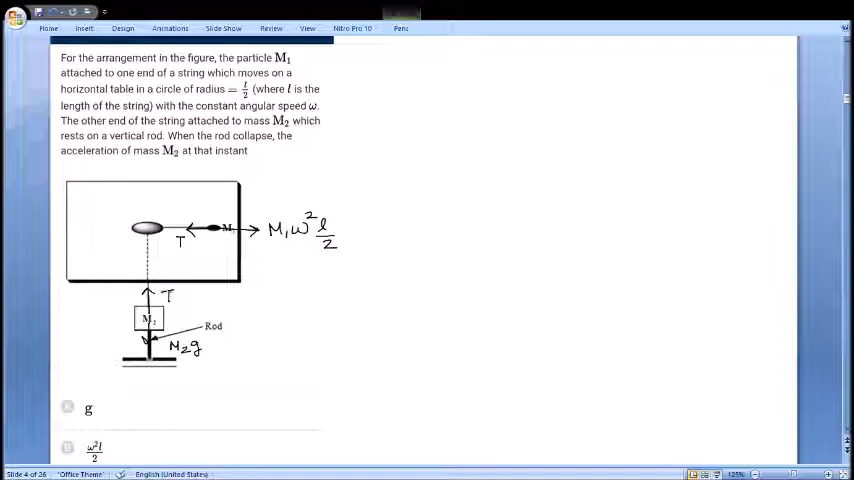 Home Insert Design Animations Slide Show Review View Nitro Pro 10 Pens
For the arrangement in the figure, the particle M₁
attached to one end of a string which moves on a
horizontal table in a circle of radius = l/2 (where l is the
length of the string) with the constant angular speed ω.
The other end of the string attached to mass M₂ which
rests on a vertical rod. When the rod collapse, the
acceleration of mass M₂ at that instant
M₁ M₁ω² l/2
T
T
M₂
Rod
M₂g
g
ω²l/2
Slide 4 of 26 "Office Theme" English (United States) 125%